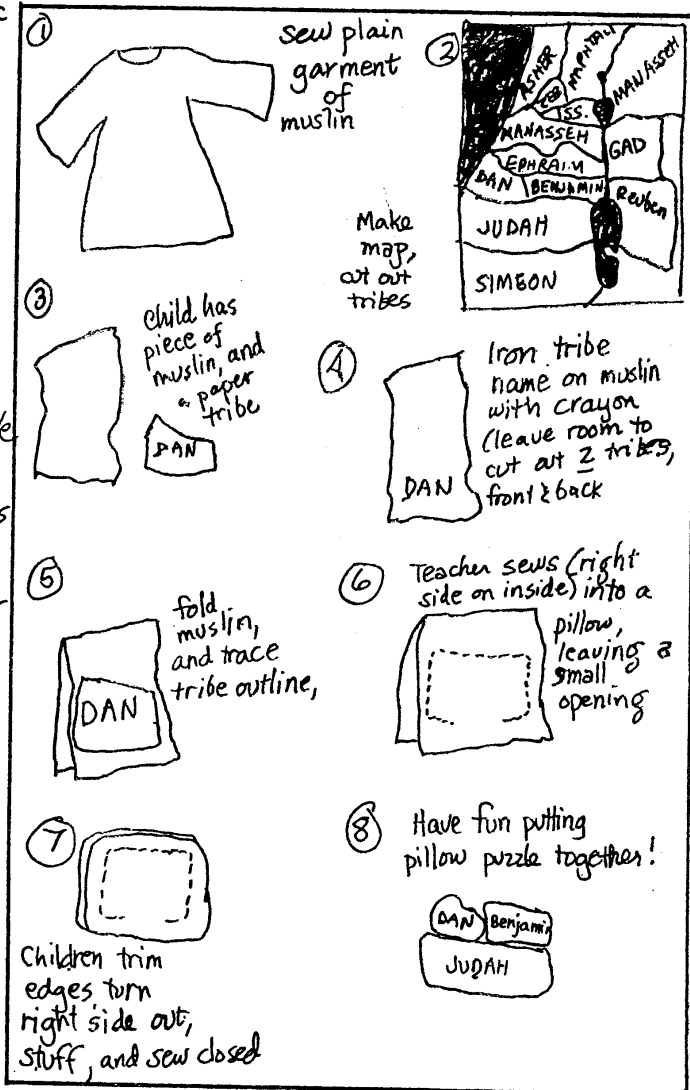 ①
sew plain
garment
of
muslin
②
ASHER
NAPHTALI
MANASSEH
ZEB
ISS.
MANASSEH
GAD
EPHRAIM
DAN
BENJAMIN
Reuben
JUDAH
SIMEON
Make
map,
cut out
tribes
③
child has
piece of
muslin, and
a paper
tribe
DAN
④
Iron tribe
name on muslin
with crayon
(leave room to
cut out 2 tribes,
front & back
DAN
⑤
fold
muslin,
and trace
tribe outline,
DAN
⑥
Teacher sews (right
side on inside) into a
pillow,
leaving a
small
opening
⑦
Children trim
edges, turn
right side out,
stuff, and sew closed
⑧
Have fun putting
pillow puzzle together!
DAN
Benjamin
JUDAH